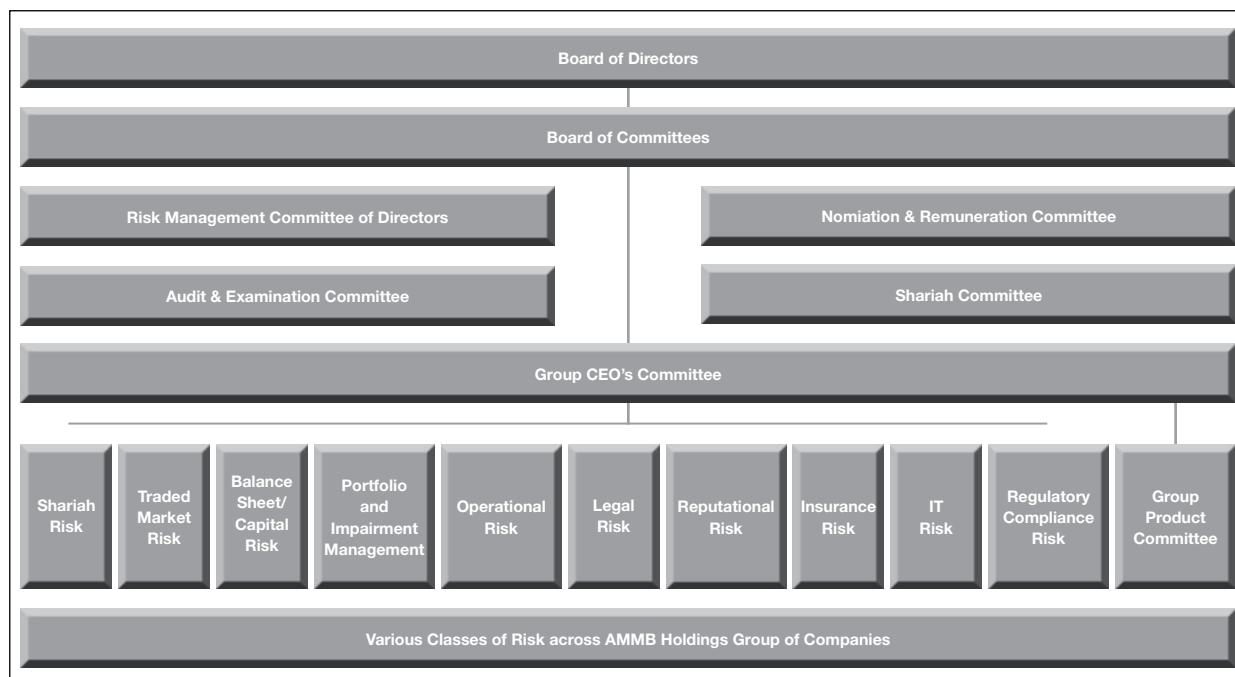 Board of Directors
Board of Committees
Risk Management Committee of Directors
Nomiation & Remuneration Committee
Audit & Examination Committee
Shariah Committee
Group CEO's Committee
Shariah
Risk
Traded
Market
Risk
Balance
Sheet/
Capital
Risk
Portfolio
and
Impairment
Management
Operational
Risk
Legal
Risk
Reputational
Risk
Insurance
Risk
IT
Risk
Regulatory
Compliance
Risk
Group
Product
Committee
Various Classes of Risk across AMMB Holdings Group of Companies